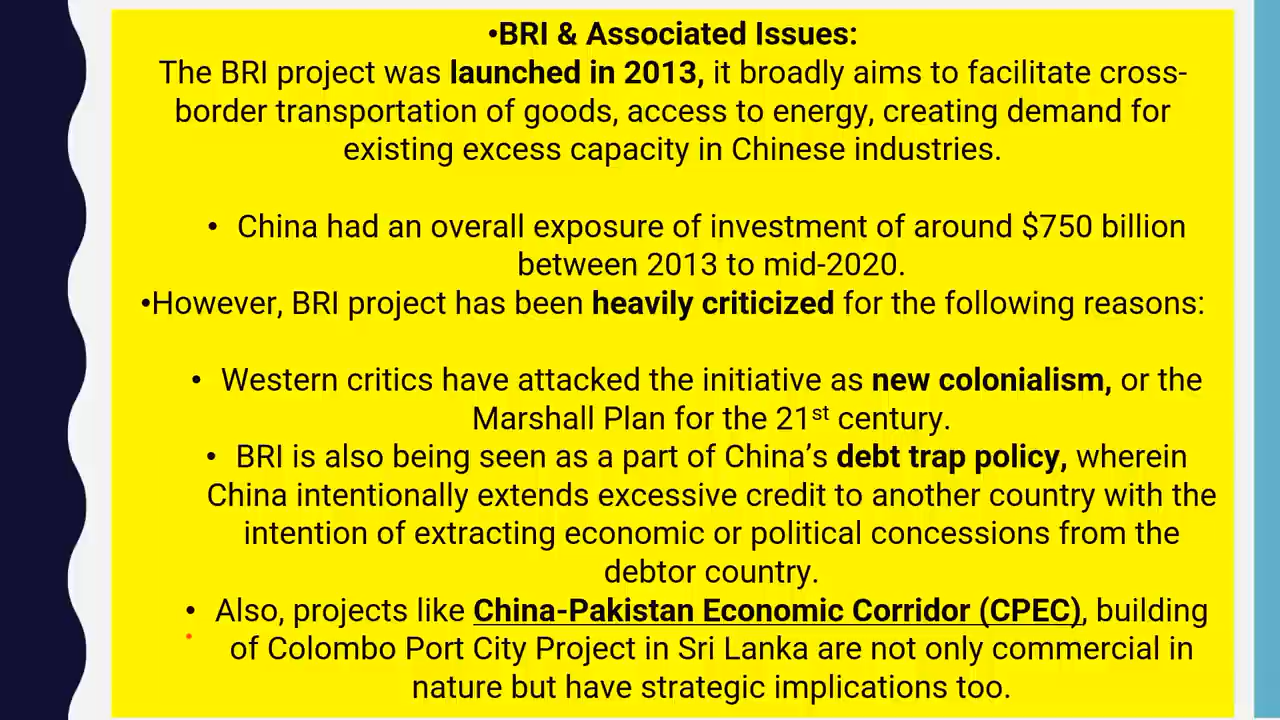 •BRI & Associated Issues:
The BRI project was launched in 2013, it broadly aims to facilitate cross-
border transportation of goods, access to energy, creating demand for
existing excess capacity in Chinese industries.
• China had an overall exposure of investment of around $750 billion
between 2013 to mid-2020.
•However, BRI project has been heavily criticized for the following reasons:
• Western critics have attacked the initiative as new colonialism, or the
Marshall Plan for the 21st century.
• BRI is also being seen as a part of China’s debt trap policy, wherein
China intentionally extends excessive credit to another country with the
intention of extracting economic or political concessions from the
debtor country.
• Also, projects like China-Pakistan Economic Corridor (CPEC), building
of Colombo Port City Project in Sri Lanka are not only commercial in
nature but have strategic implications too.